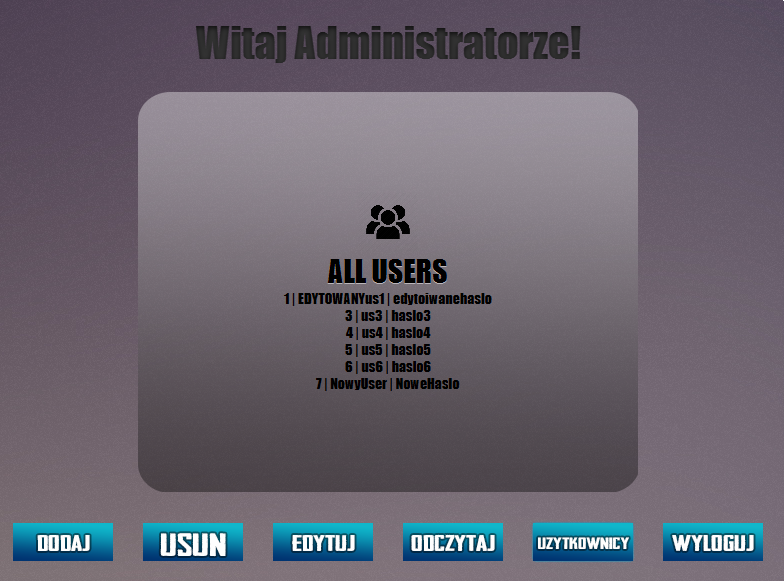 Witaj Administratorze!
ALL USERS
1 | EDYTOWANYus1 | edytoiwanehaslo
3 | us3 | haslo3
4 | us4 | haslo4
5 | us5 | haslo5
6 | us6 | haslo6
7 | NowyUser | NoweHaslo
DODAJ
USUN
EDYTUJ
ODCZYTAJ
UZYTKOWNICY
WYLOGUJ